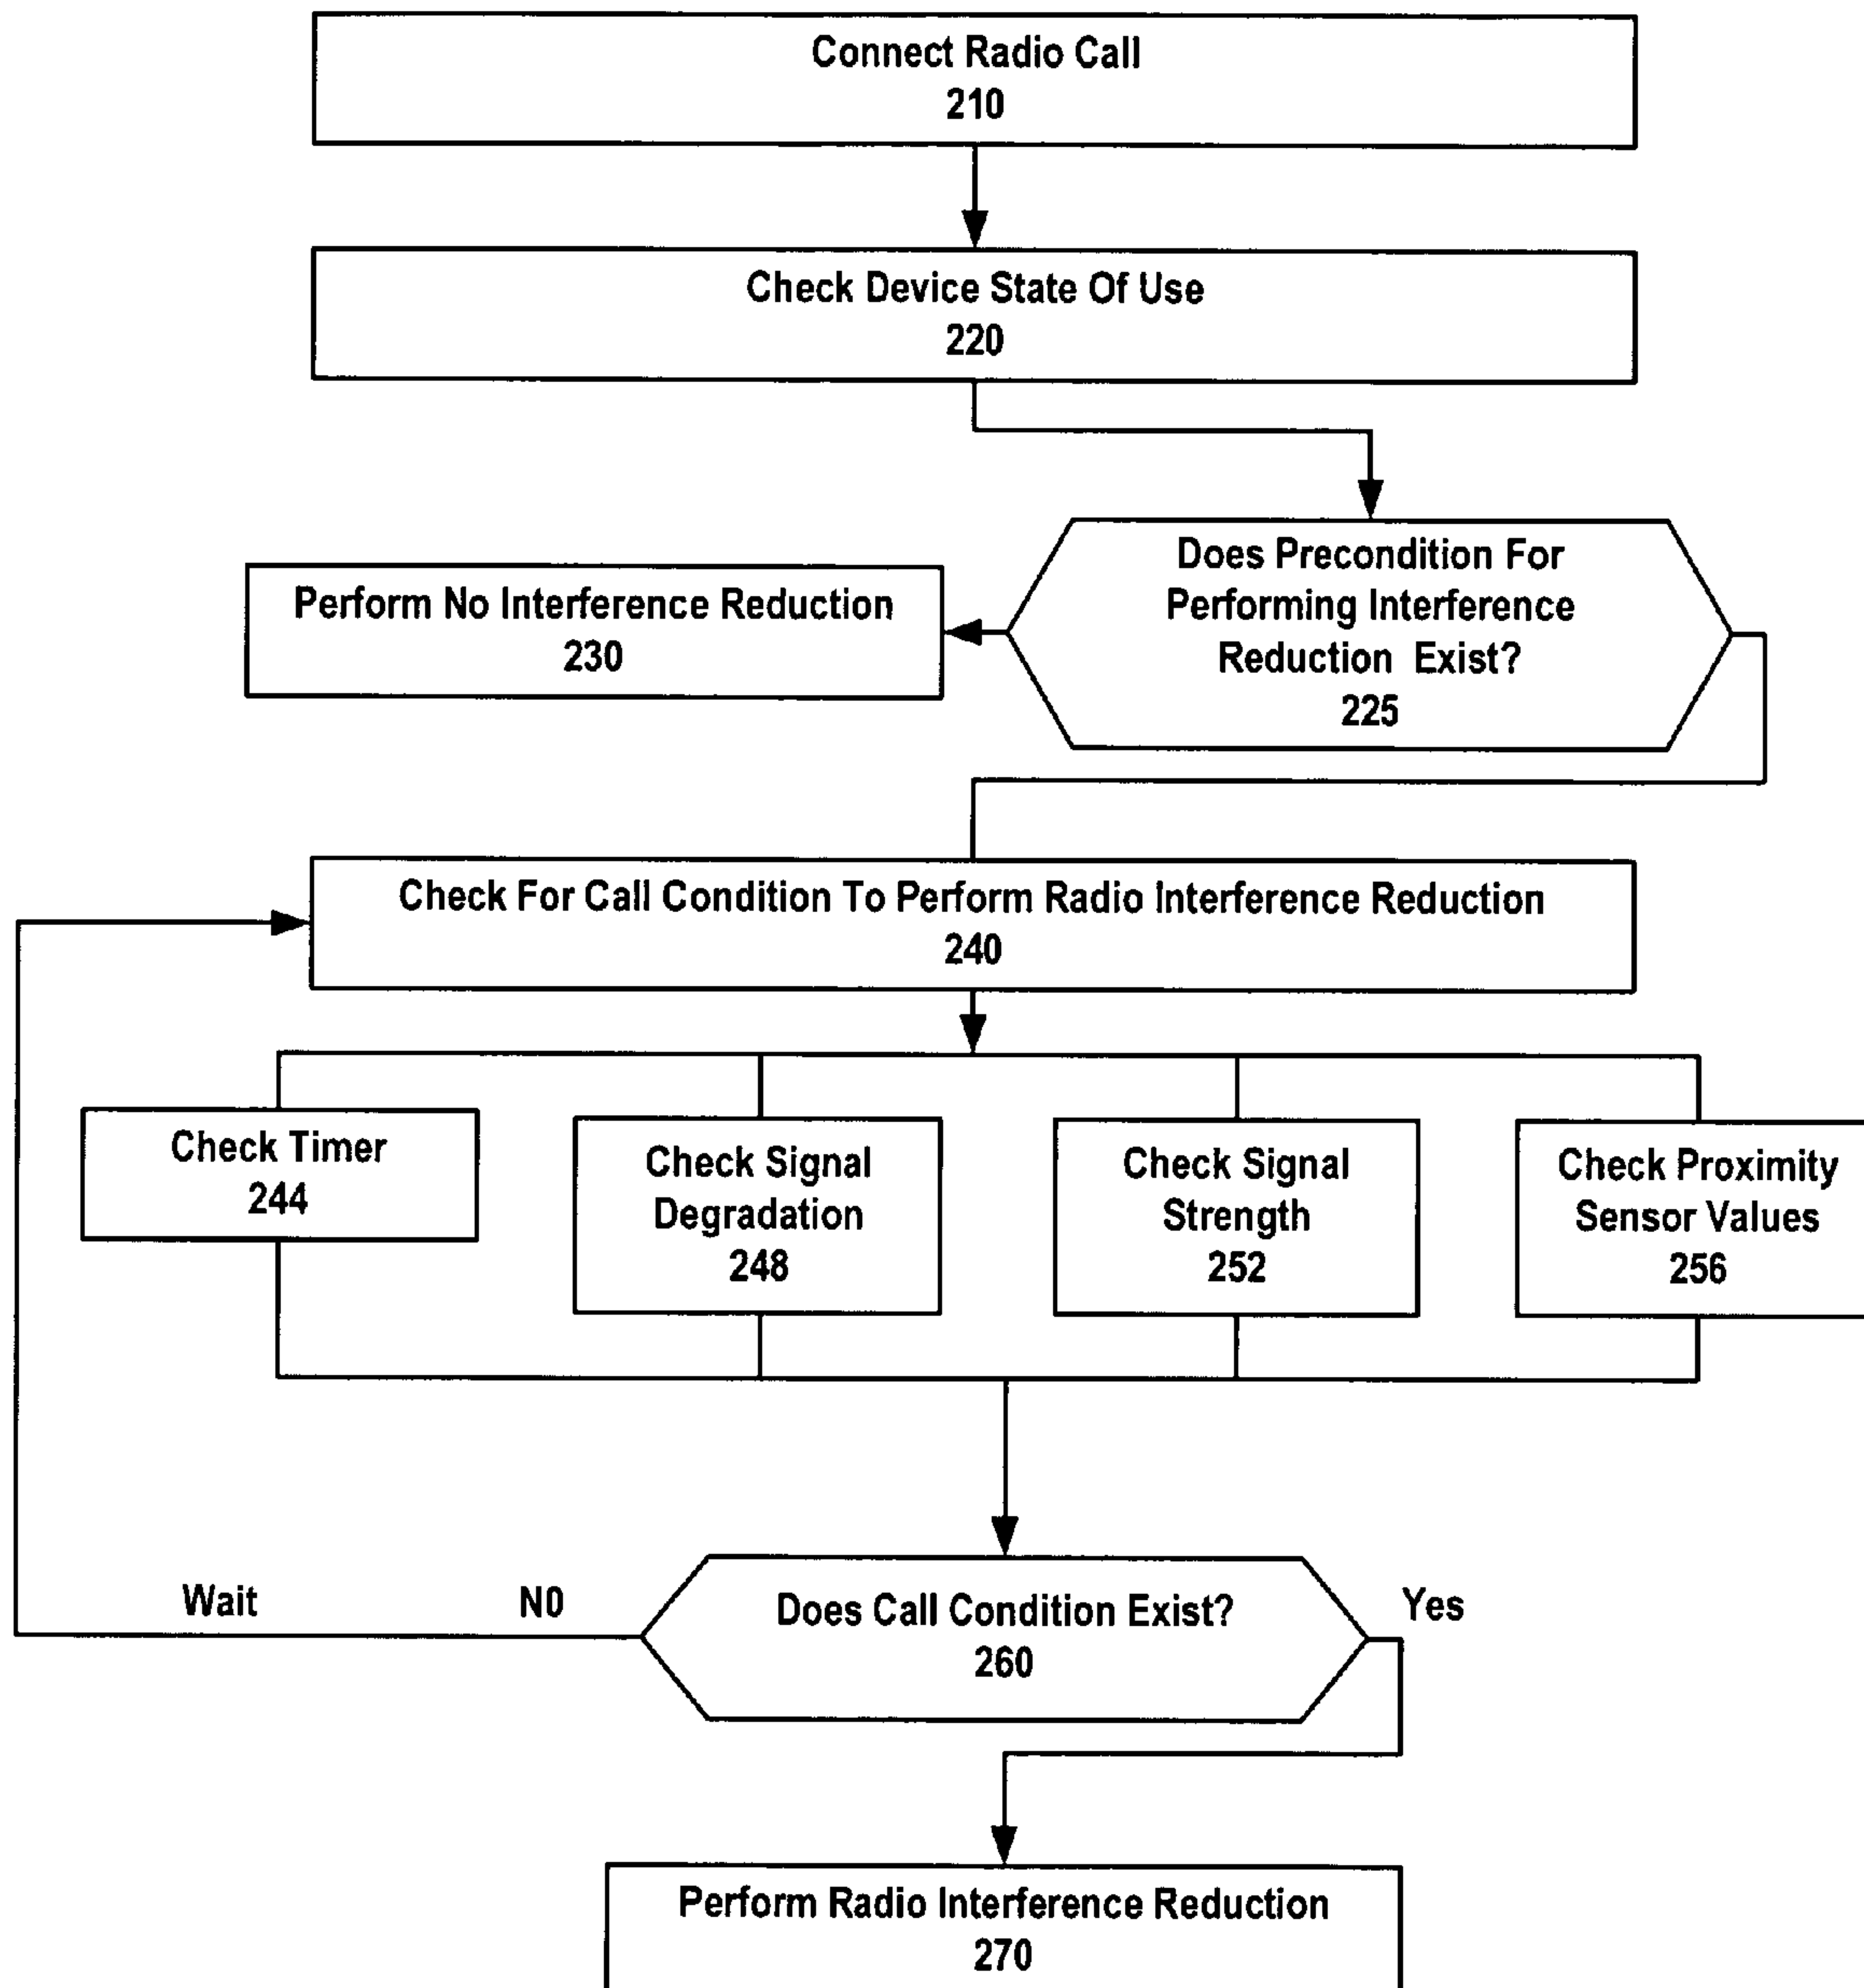 Connect Radio Call
210
Check Device State Of Use
220
Does Precondition For
Performing Interference
Reduction Exist?
225
Perform No Interference Reduction
230
Check For Call Condition To Perform Radio Interference Reduction
240
Check Timer
244
Check Signal
Degradation
248
Check Signal
Strength
252
Check Proximity
Sensor Values
256
Wait
N0
Does Call Condition Exist?
260
Yes
Perform Radio Interference Reduction
270